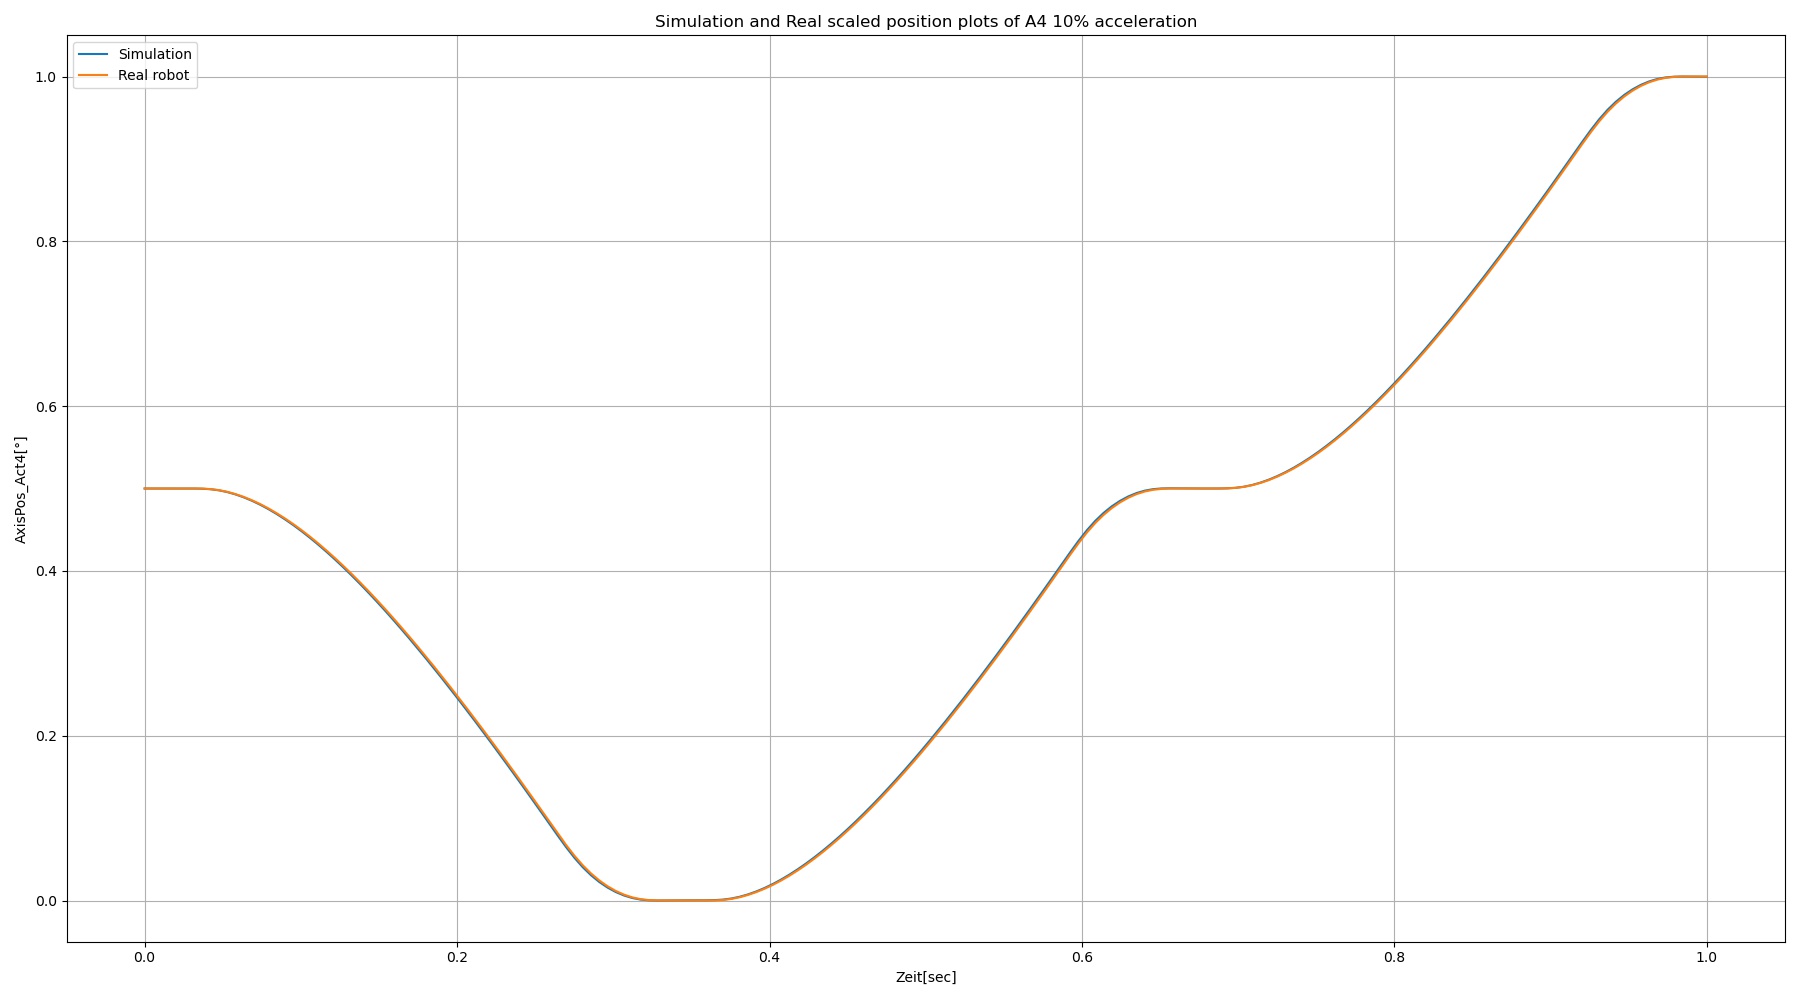 Simulation and Real scaled position plots of A4 10% acceleration
Simulation
Real robot
1.0
0.8
0.6
0.4
0.2
0.0
AxisPos_Act4[°]
0.0 0.2 0.4 0.6 0.8 1.0
Zeit[sec]